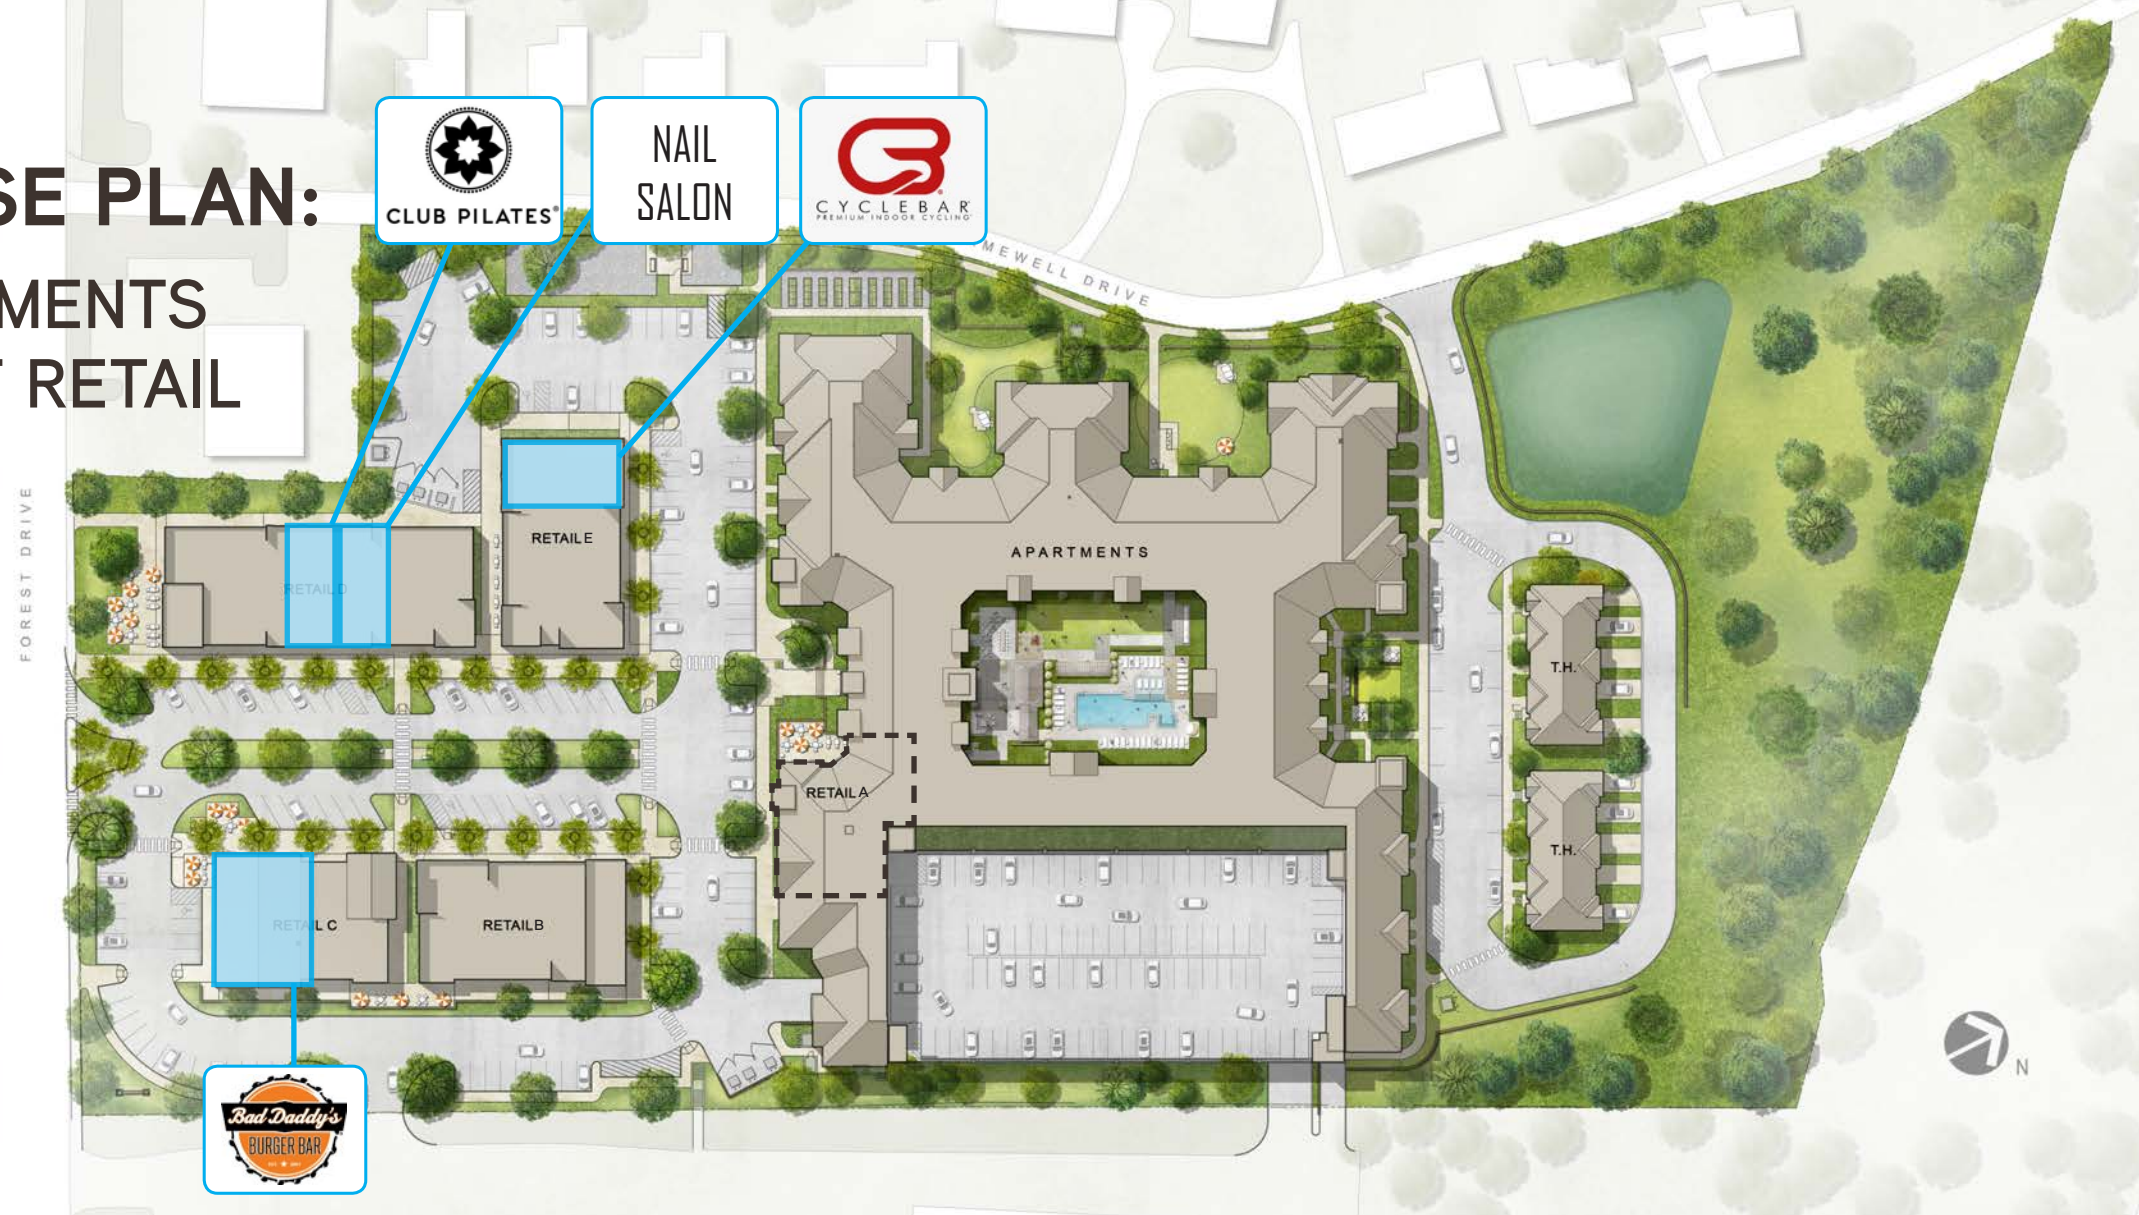 SE PLAN:
MENTS
T RETAIL
CLUB PILATES®
NAIL
SALON
CYCLEBAR®
PREMIUM INDOOR CYCLING
MEWELL DRIVE
FOREST DRIVE
RETAIL E
RETAIL D
APARTMENTS
T.H.
RETAIL A
T.H.
RETAIL C
RETAIL B
N
Bad Daddy's
BURGER BAR